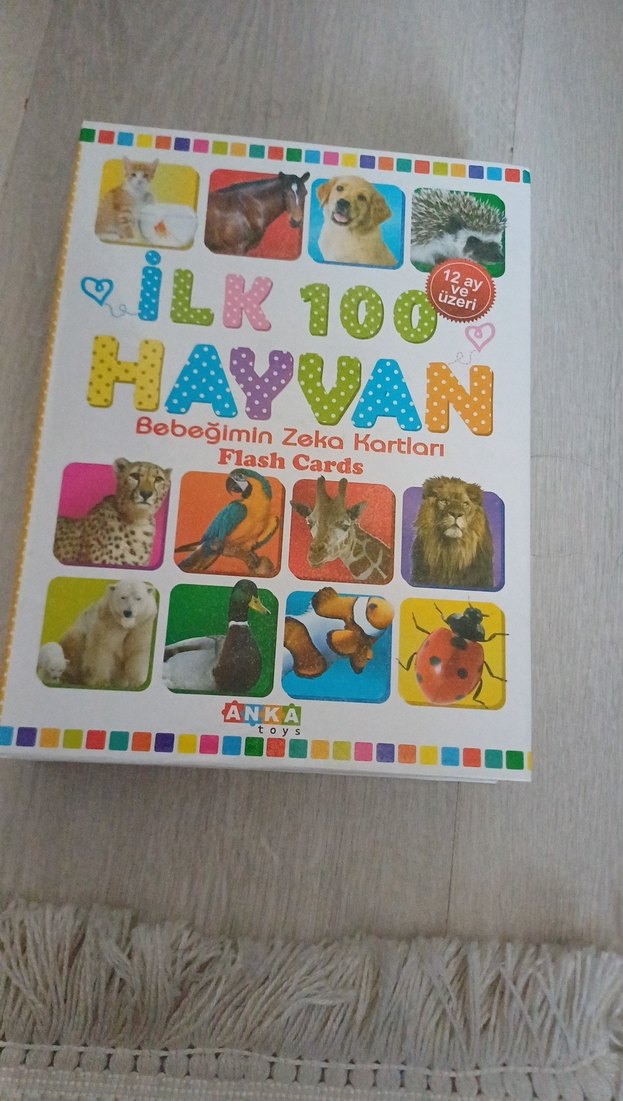 İLK 100
12 ay
ve
üzeri
HAYVAN
Bebeğimin Zeka Kartları
Flash Cards
ANKA
toys